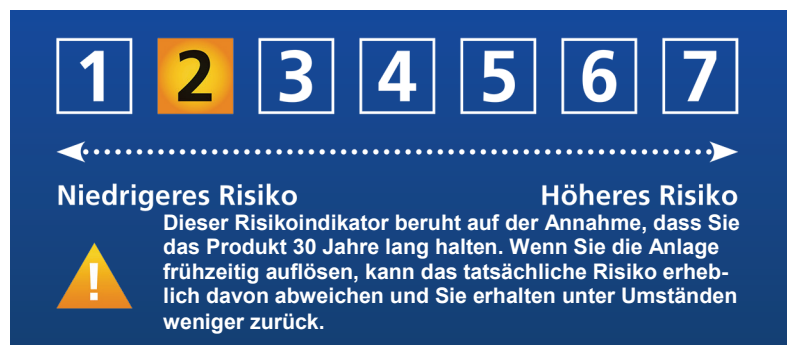 1 2 3 4 5 6 7
Niedrigeres Risiko Höheres Risiko
Dieser Risikoindikator beruht auf der Annahme, dass Sie
das Produkt 30 Jahre lang halten. Wenn Sie die Anlage
frühzeitig auflösen, kann das tatsächliche Risiko erheb-
lich davon abweichen und Sie erhalten unter Umständen
weniger zurück.
!